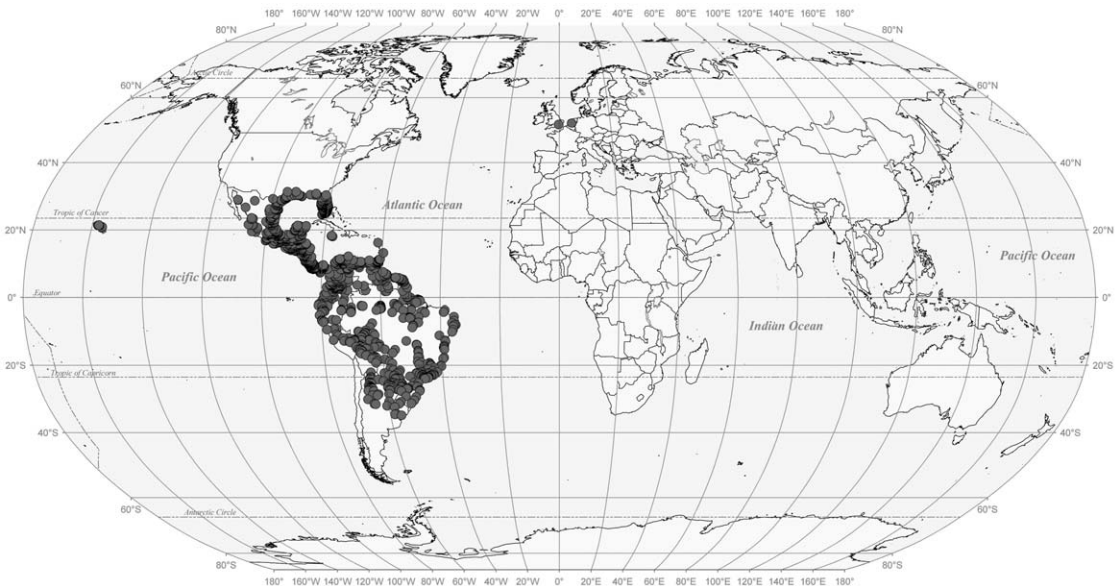 180° 160°W 140°W 120°W 100°W 80°W 60°W 40°W 20°W 0° 20°E 40°E 60°E 80°E 100°E 120°E 140°E 160°E 180°
80°N 80°N
Arctic Circle
60°N 60°N
40°N 40°N
Atlantic Ocean
Tropic of Cancer
20°N 20°N
Pacific Ocean Pacific Ocean
Equator
0° 0°
Indian Ocean
20°S 20°S
Tropic of Capricorn
40°S 40°S
60°S 60°S
Antarctic Circle
80°S 80°S
180° 160°W 140°W 120°W 100°W 80°W 60°W 40°W 20°W 0° 20°E 40°E 60°E 80°E 100°E 120°E 140°E 160°E 180°